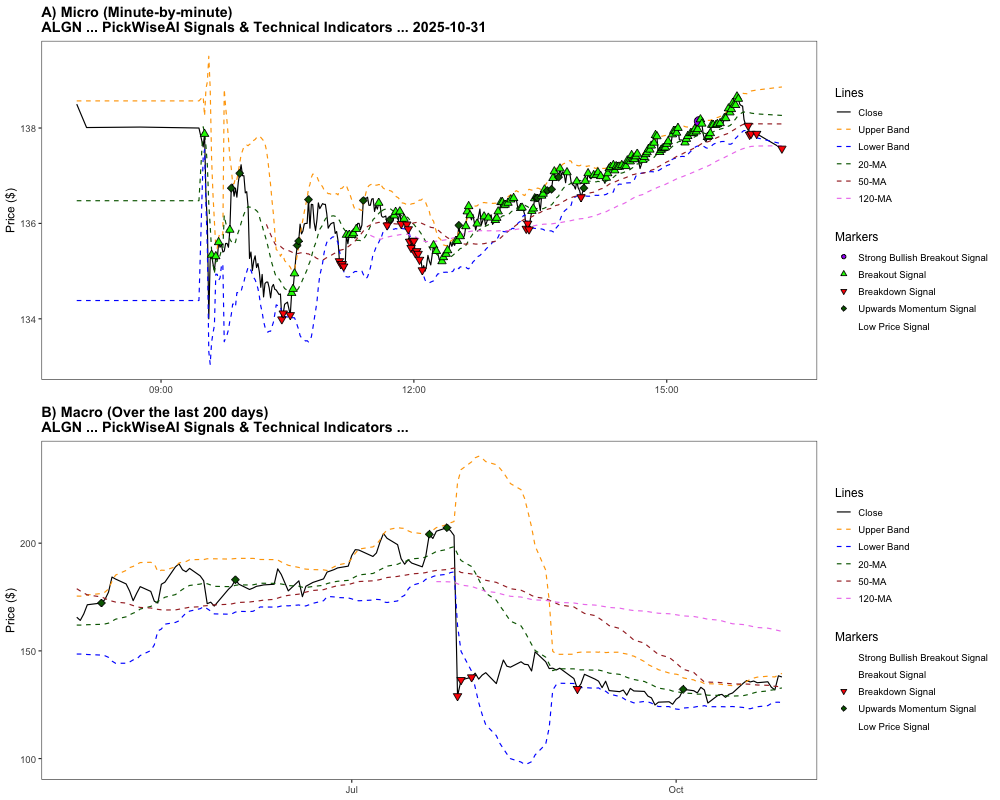 A) Micro (Minute-by-minute)
ALGN ... PickWiseAI Signals & Technical Indicators ... 2025-10-31
Price ($)
138
136
134
09:00
12:00
15:00
Lines
Close
Upper Band
Lower Band
20-MA
50-MA
120-MA
Markers
Strong Bullish Breakout Signal
Breakout Signal
Breakdown Signal
Upwards Momentum Signal
Low Price Signal
B) Macro (Over the last 200 days)
ALGN ... PickWiseAI Signals & Technical Indicators ...
Price ($)
200
150
100
Jul
Oct
Lines
Close
Upper Band
Lower Band
20-MA
50-MA
120-MA
Markers
Strong Bullish Breakout Signal
Breakout Signal
Breakdown Signal
Upwards Momentum Signal
Low Price Signal